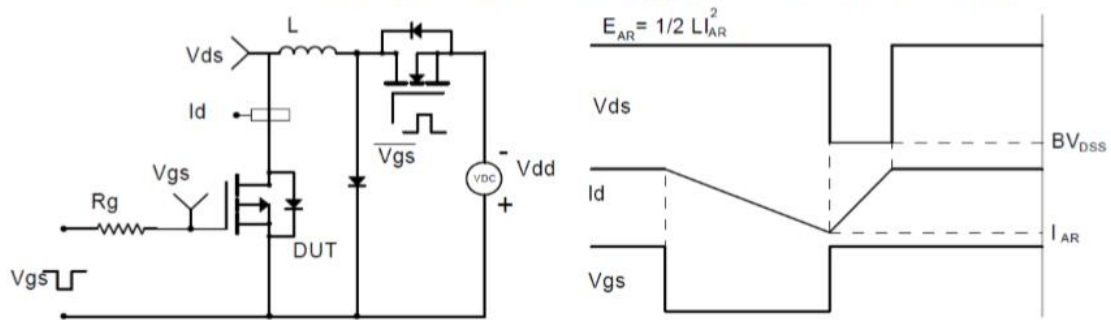 E_AR = 1/2 LI_AR^2
L
Vds
Id
Vgs
Vgs
-
Vdd
VDC
+
Vgs
Rg
DUT
Vgs
Vds
BV_DSS
Id
I_AR
Vgs